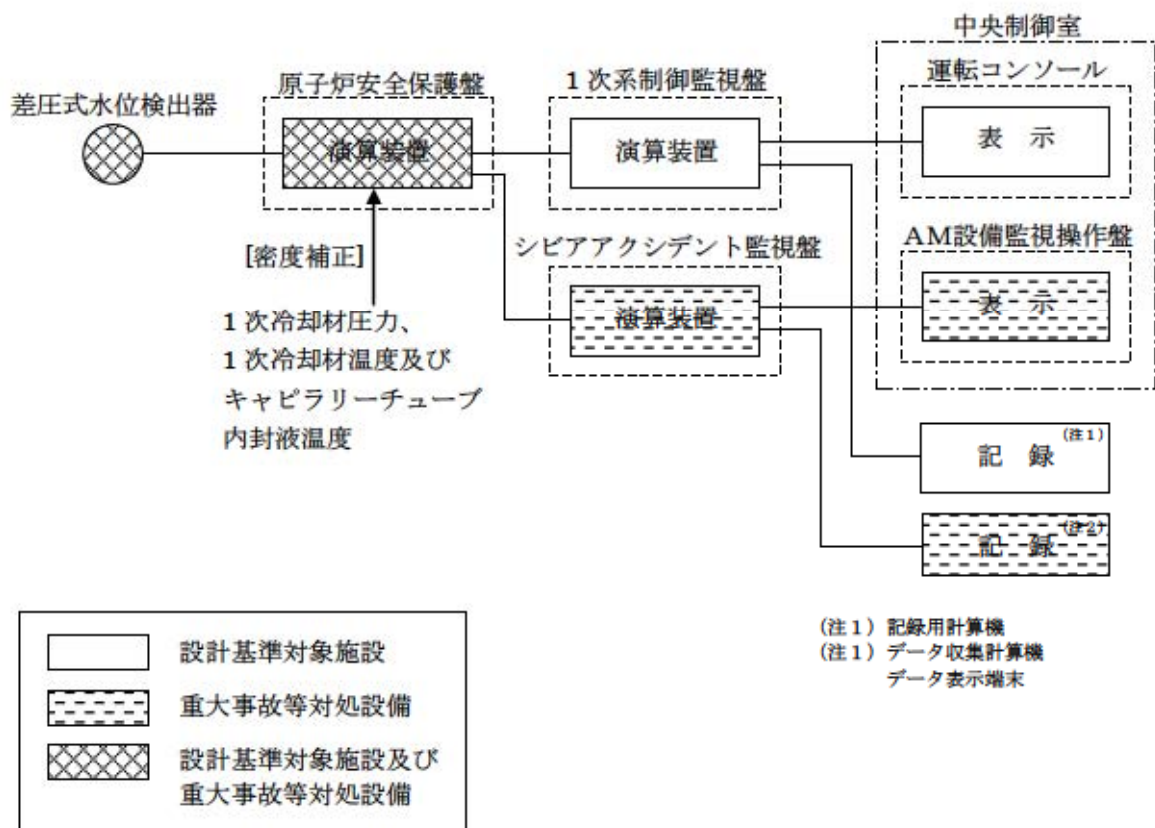 中央制御室
差圧式水位検出器
原子炉安全保護盤
1次系制御監視盤
運転コンソール
演算装置
演算装置
表 示
[密度補正]
シビアアクシデント監視盤
AM設備監視操作盤
演算装置
表 示
1次冷却材圧力、
1次冷却材温度及び
キャピラリーチューブ
内封液温度
記 録 (注1)
記 録 (注2)
(注1) 記録用計算機
(注1) データ収集計算機
データ表示端末
設計基準対象施設
重大事故等対処設備
設計基準対象施設及び
重大事故等対処設備